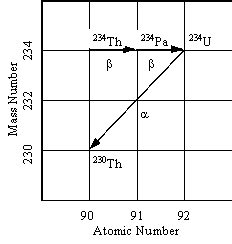 ²³⁴Th ²³⁴Pa ²³⁴U
234
β β
232
α
230
²³⁰Th
Mass Number
90 91 92
Atomic Number